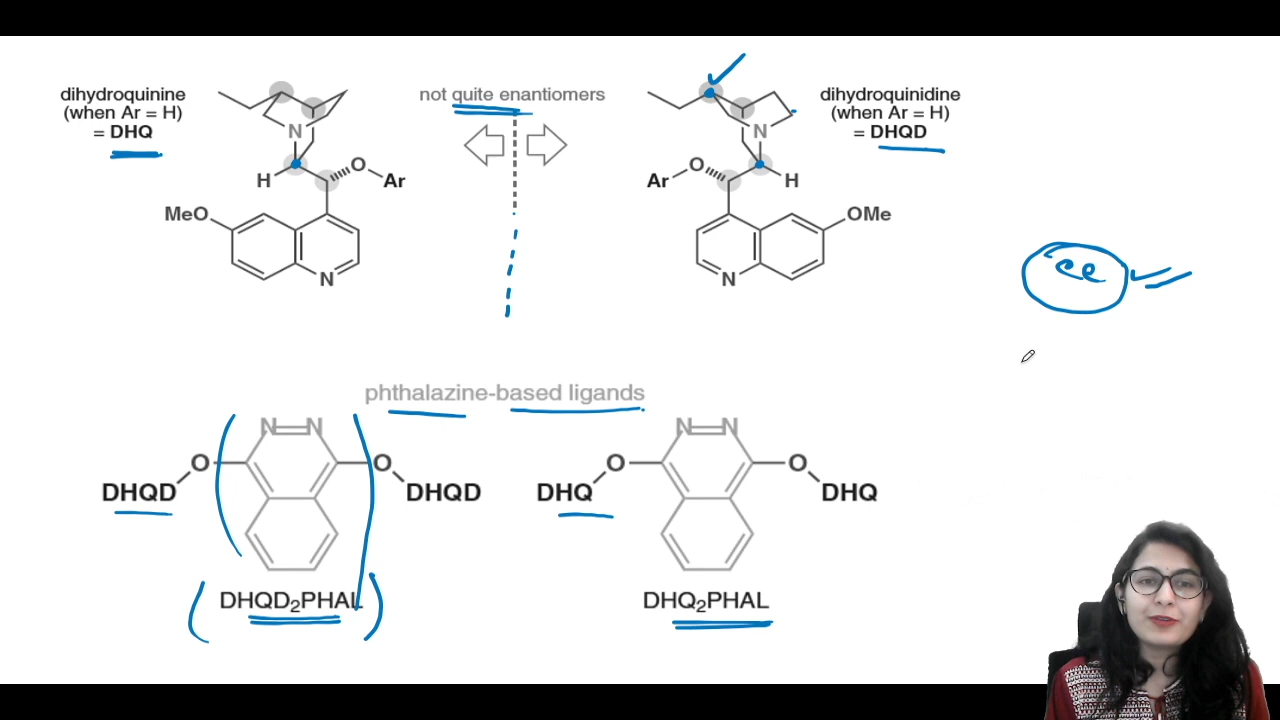 dihydroquinine
(when Ar = H)
= DHQ
N
H
O
Ar
MeO
N
not quite enantiomers
dihydroquinidine
(when Ar = H)
= DHQD
N
Ar
O
H
OMe
N
ee
phthalazine-based ligands
N N
O
O
DHQD
DHQD
DHQD2PHAL
N N
O
O
DHQ
DHQ
DHQ2PHAL